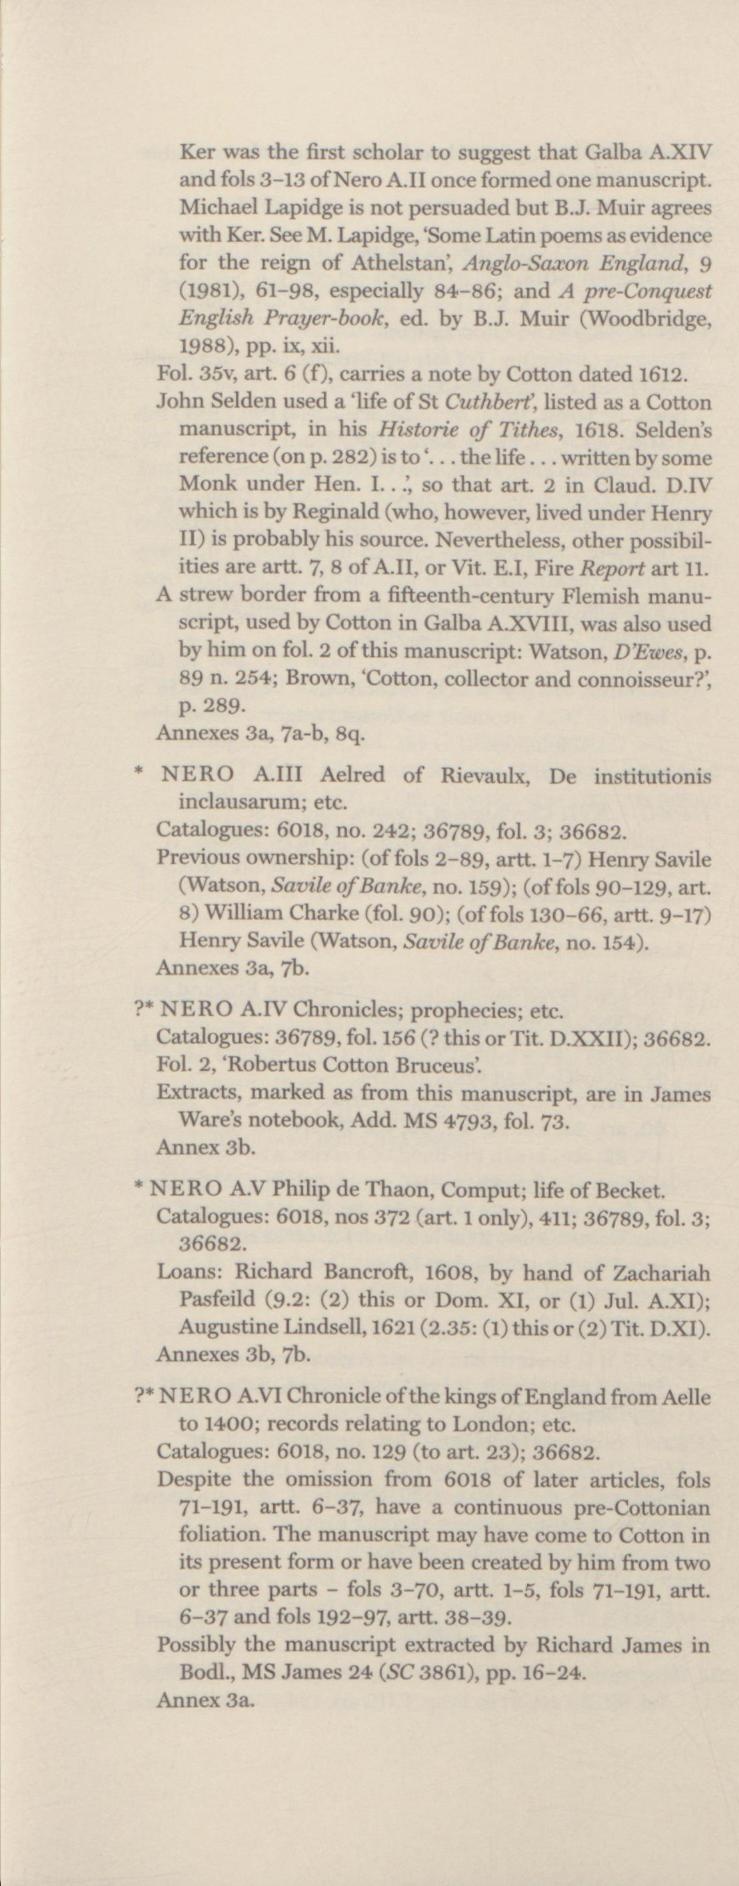 Ker was the first scholar to suggest that Galba A.XIV
and fols 3–13 of Nero A.II once formed one manuscript.
Michael Lapidge is not persuaded but B.J. Muir agrees
with Ker. See M. Lapidge, 'Some Latin poems as evidence
for the reign of Athelstan', Anglo-Saxon England, 9
(1981), 61–98, especially 84–86; and A pre-Conquest
English Prayer-book, ed. by B.J. Muir (Woodbridge,
1988), pp. ix, xii.
Fol. 35v, art. 6 (f), carries a note by Cotton dated 1612.
John Selden used a 'life of St Cuthbert', listed as a Cotton
manuscript, in his Historie of Tithes, 1618. Selden's
reference (on p. 282) is to '. . . the life . . . written by some
Monk under Hen. I. . .', so that art. 2 in Claud. D.IV
which is by Reginald (who, however, lived under Henry
II) is probably his source. Nevertheless, other possibil-
ities are artt. 7, 8 of A.II, or Vit. E.I, Fire Report art 11.
A strew border from a fifteenth-century Flemish manu-
script, used by Cotton in Galba A.XVIII, was also used
by him on fol. 2 of this manuscript: Watson, D'Ewes, p.
89 n. 254; Brown, 'Cotton, collector and connoisseur?',
p. 289.
Annexes 3a, 7a-b, 8q.
* NERO A.III Aelred of Rievaulx, De institutionis
inclausarum; etc.
Catalogues: 6018, no. 242; 36789, fol. 3; 36682.
Previous ownership: (of fols 2–89, artt. 1–7) Henry Savile
(Watson, Savile of Banke, no. 159); (of fols 90–129, art.
8) William Charke (fol. 90); (of fols 130–66, artt. 9–17)
Henry Savile (Watson, Savile of Banke, no. 154).
Annexes 3a, 7b.
?* NERO A.IV Chronicles; prophecies; etc.
Catalogues: 36789, fol. 156 (? this or Tit. D.XXII); 36682.
Fol. 2, 'Robertus Cotton Bruceus'.
Extracts, marked as from this manuscript, are in James
Ware's notebook, Add. MS 4793, fol. 73.
Annex 3b.
* NERO A.V Philip de Thaon, Comput; life of Becket.
Catalogues: 6018, nos 372 (art. 1 only), 411; 36789, fol. 3;
36682.
Loans: Richard Bancroft, 1608, by hand of Zachariah
Pasfeild (9.2: (2) this or Dom. XI, or (1) Jul. A.XI);
Augustine Lindsell, 1621 (2.35: (1) this or (2) Tit. D.XI).
Annexes 3b, 7b.
?* NERO A.VI Chronicle of the kings of England from Aelle
to 1400; records relating to London; etc.
Catalogues: 6018, no. 129 (to art. 23); 36682.
Despite the omission from 6018 of later articles, fols
71–191, artt. 6–37, have a continuous pre-Cottonian
foliation. The manuscript may have come to Cotton in
its present form or have been created by him from two
or three parts – fols 3–70, artt. 1–5, fols 71–191, artt.
6–37 and fols 192–97, artt. 38–39.
Possibly the manuscript extracted by Richard James in
Bodl., MS James 24 (SC 3861), pp. 16–24.
Annex 3a.